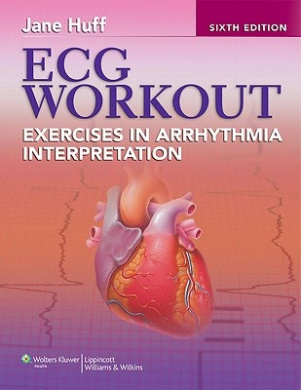 Jane Huff
SIXTH EDITION
ECG
WORKOUT
EXERCISES IN ARRHYTHMIA
INTERPRETATION
Wolters Kluwer
Health
Lippincott
Williams & Wilkins